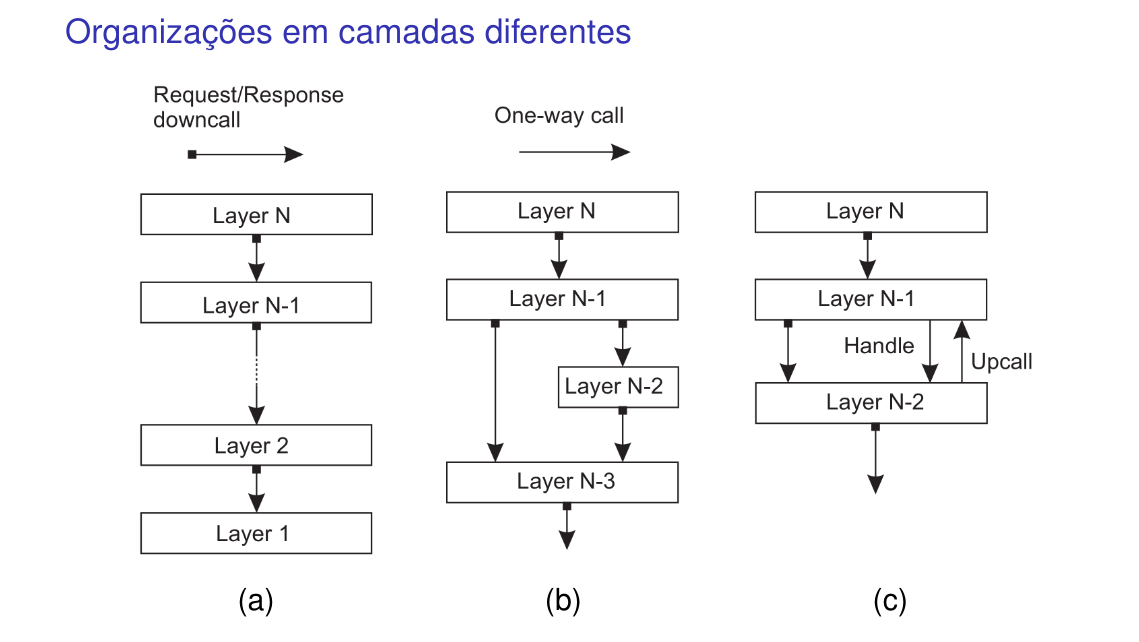 Organizações em camadas diferentes
Request/Response
downcall
One-way call
Layer N
Layer N-1
Layer 2
Layer 1
(a)
Layer N
Layer N-1
Layer N-2
Layer N-3
(b)
Layer N
Layer N-1
Handle
Upcall
Layer N-2
(c)